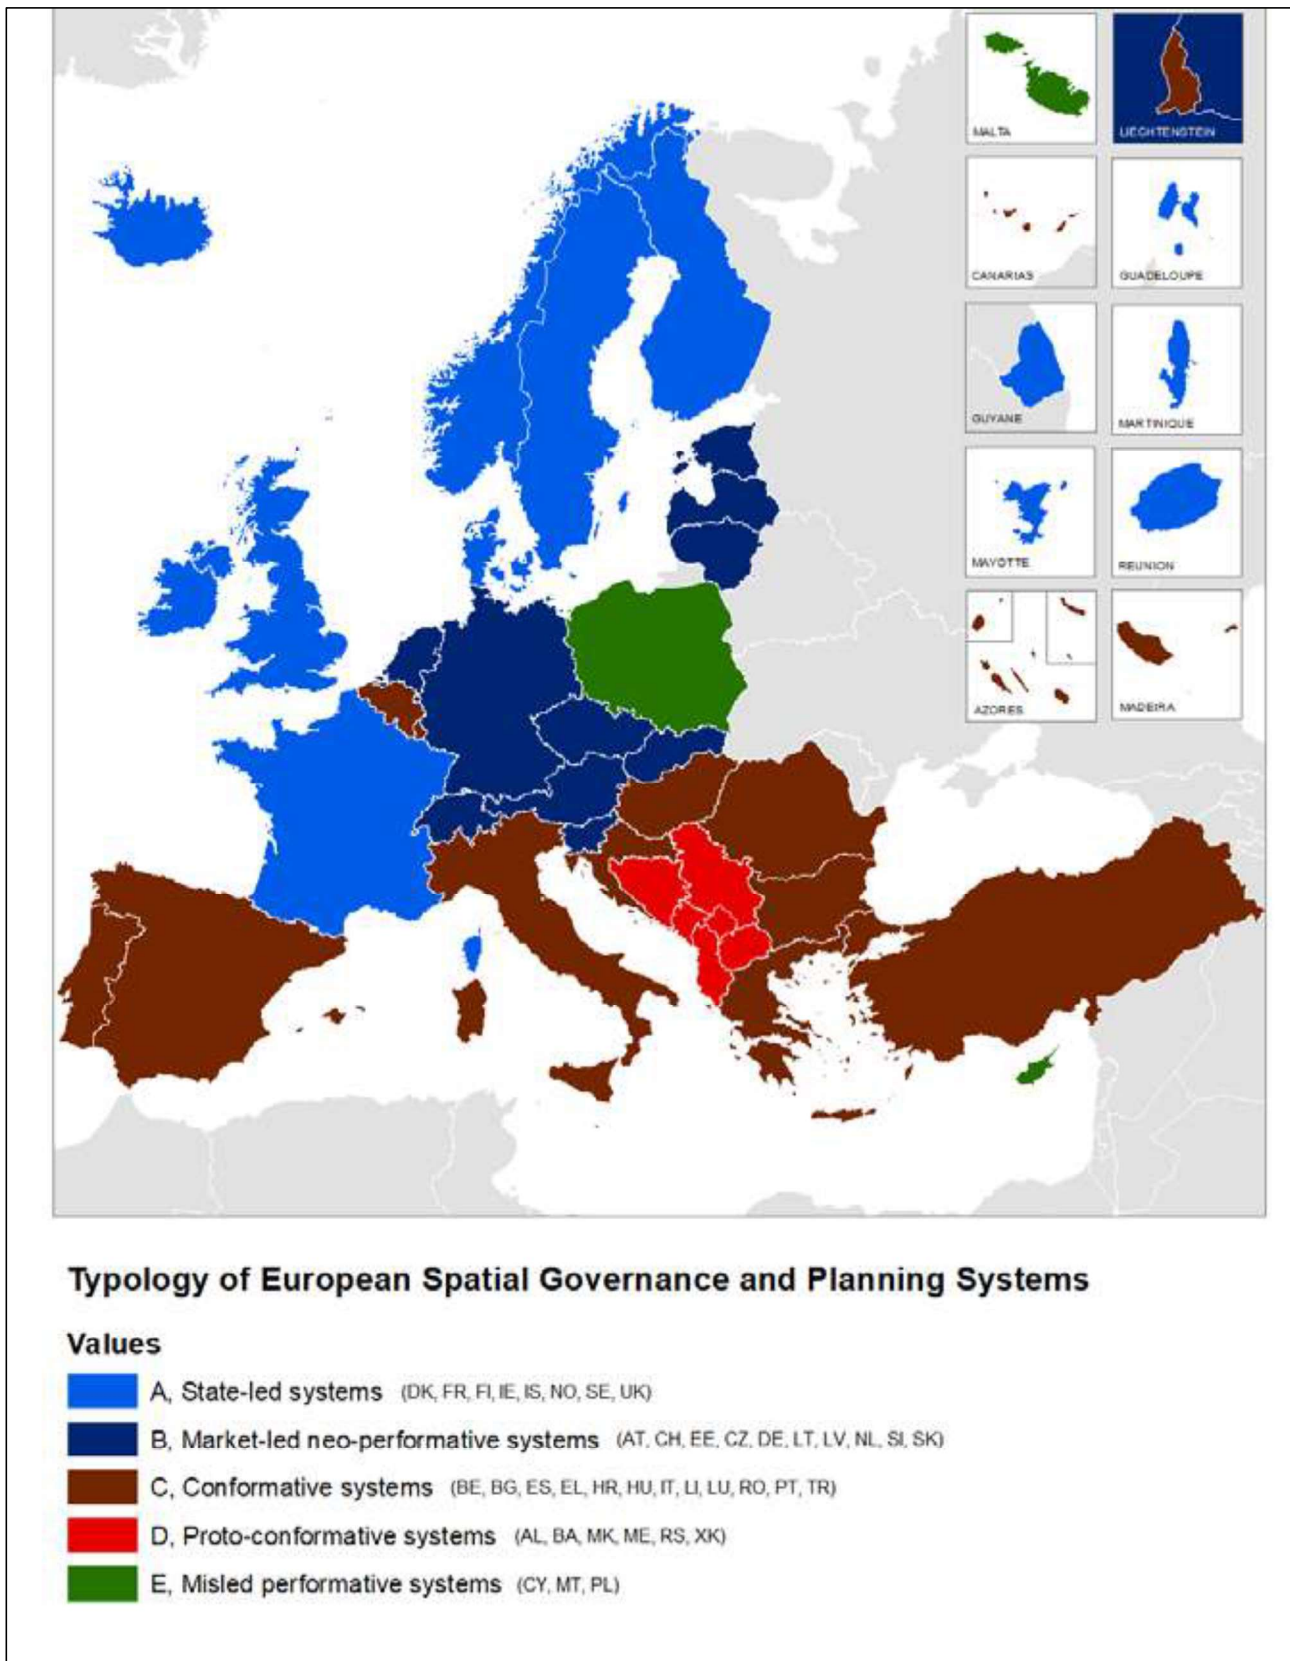 MALTA
LIECHTENSTEIN
CANARIAS
GUADELOUPE
GUYANE
MARTINIQUE
MAYOTTE
REUNION
AZORES
MADEIRA
Typology of European Spatial Governance and Planning Systems
Values
A, State-led systems (DK, FR, FI, IE, IS, NO, SE, UK)
B, Market-led neo-performative systems (AT, CH, EE, CZ, DE, LT, LV, NL, SI, SK)
C, Conformative systems (BE, BG, ES, EL, HR, HU, IT, LI, LU, RO, PT, TR)
D, Proto-conformative systems (AL, BA, MK, ME, RS, XK)
E, Misled performative systems (CY, MT, PL)